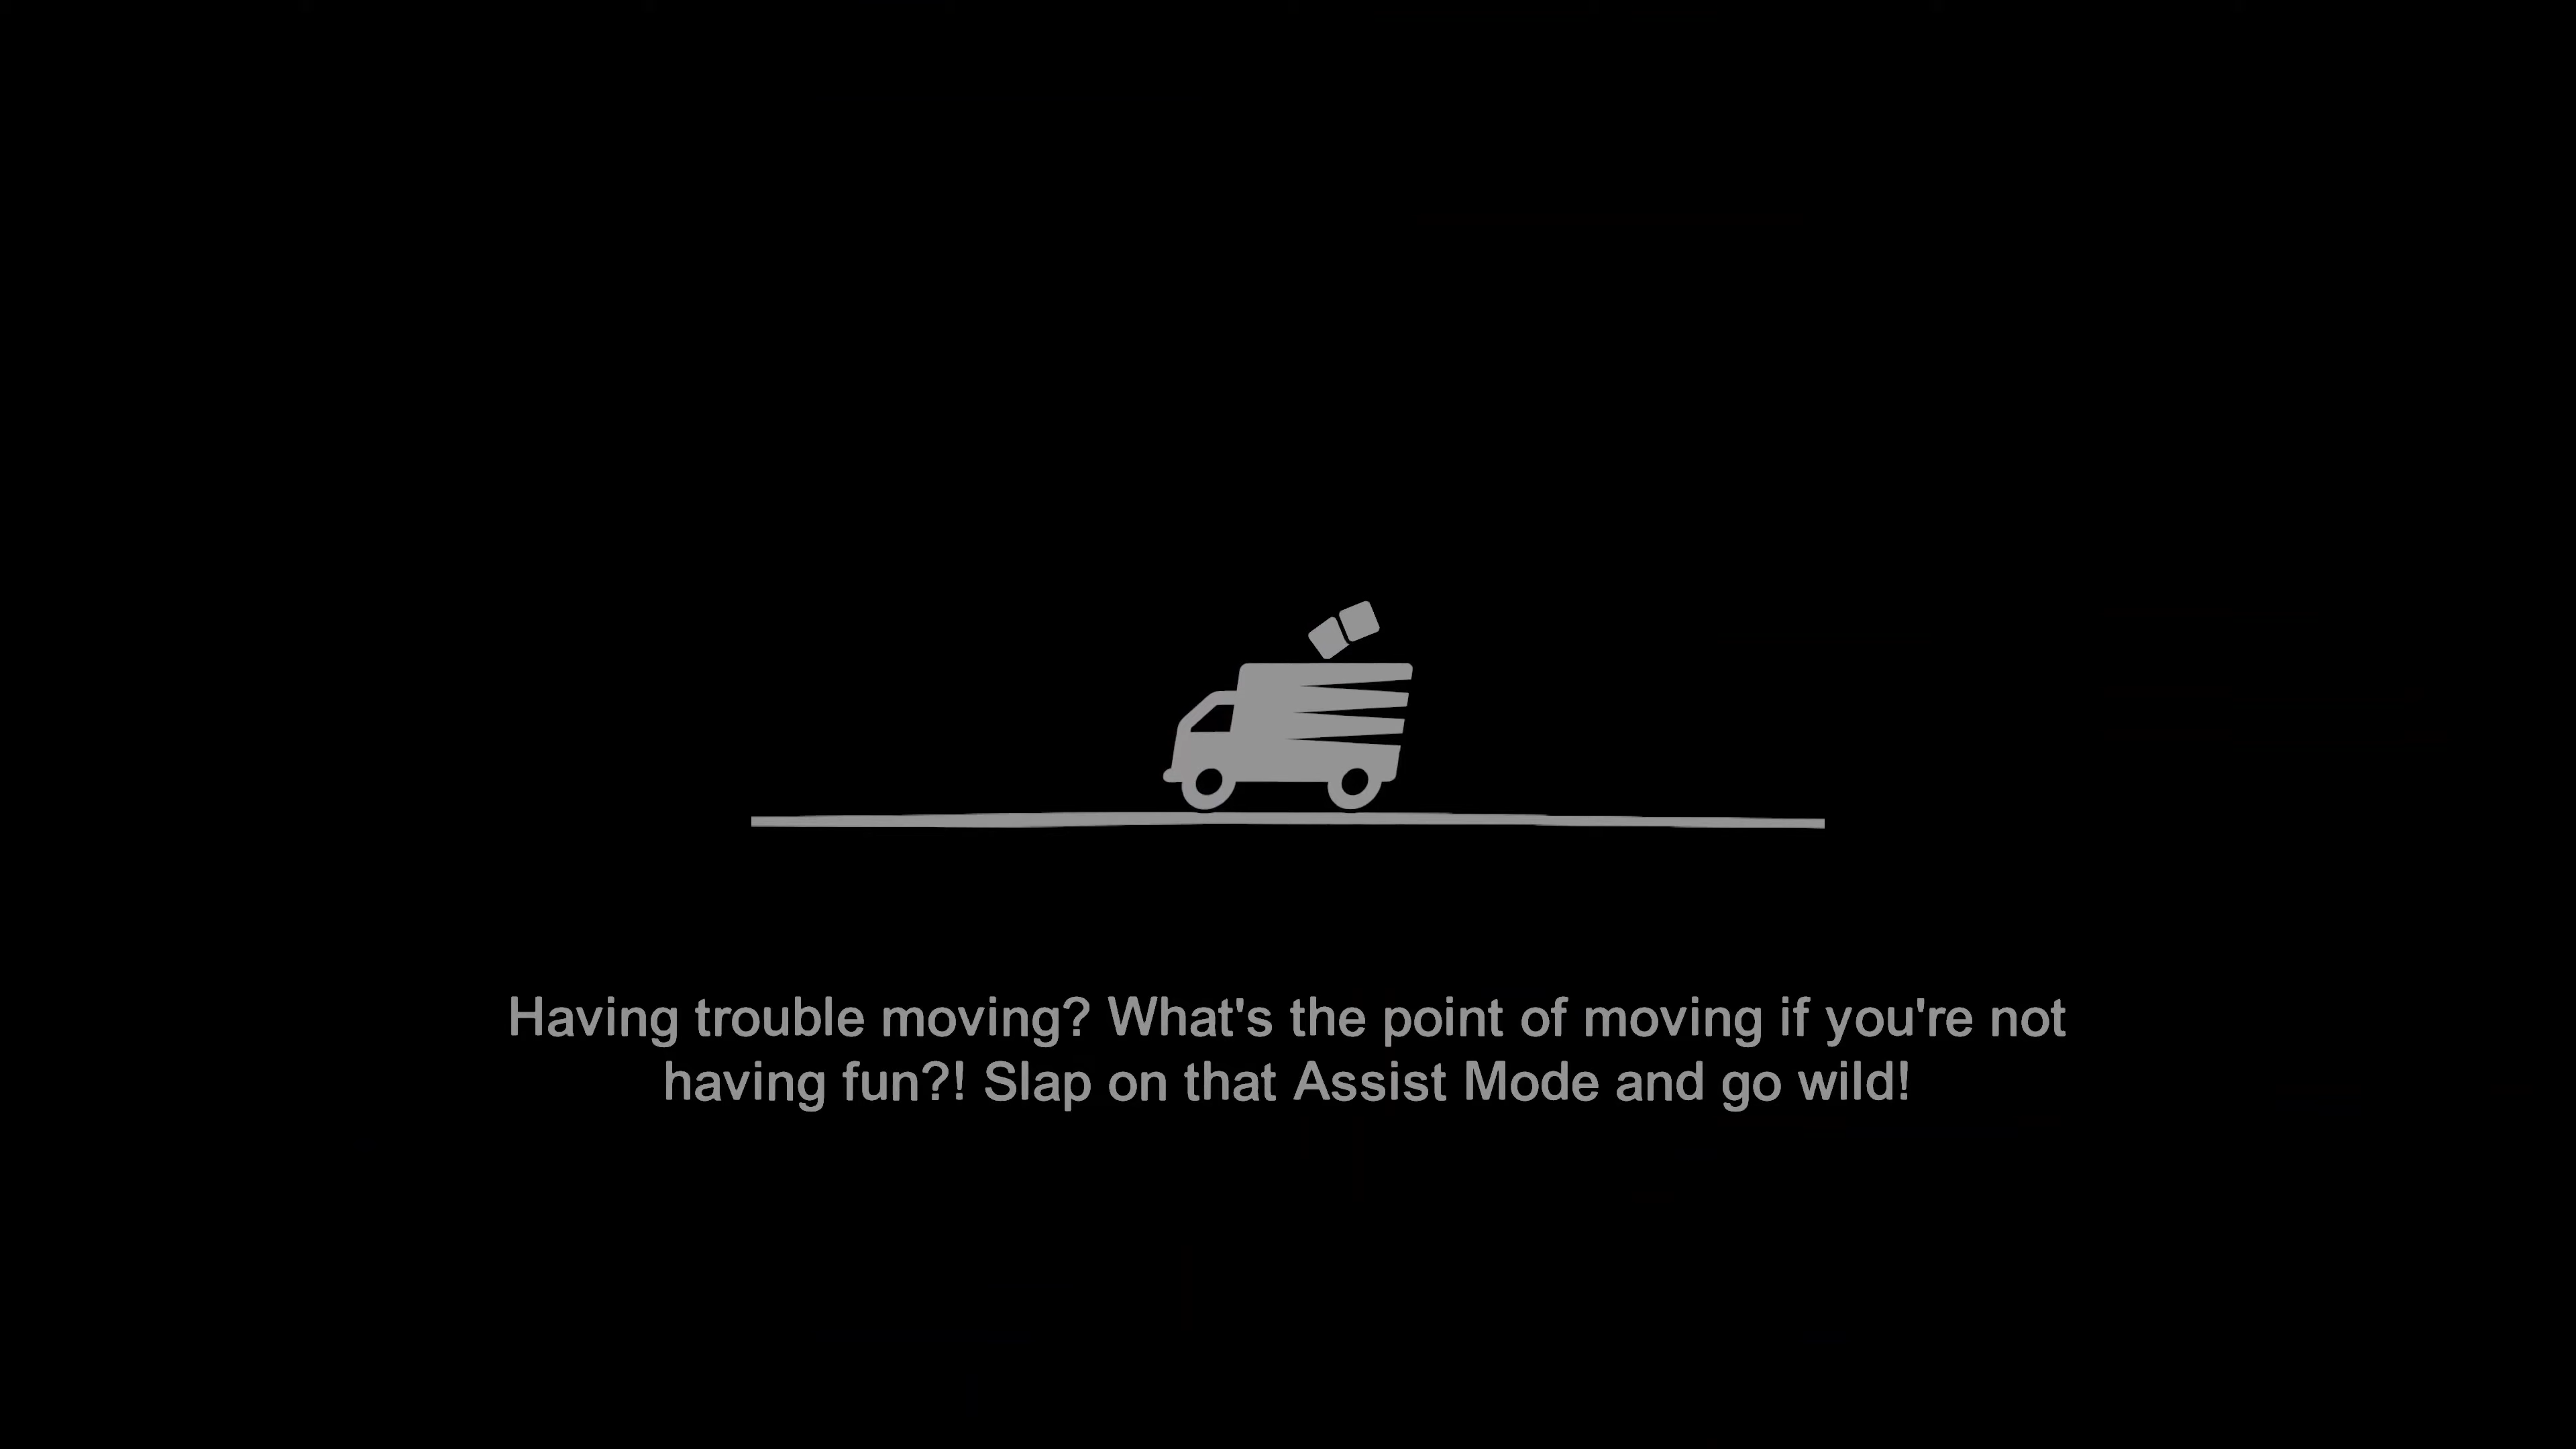 Having trouble moving? What's the point of moving if you're not
having fun?! Slap on that Assist Mode and go wild!